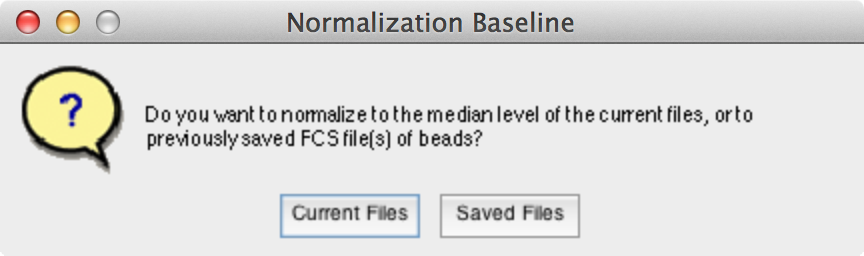 Normalization Baseline
?
Do you want to normalize to the median level of the current files, or to
previously saved FCS file(s) of beads?
Current Files Saved Files